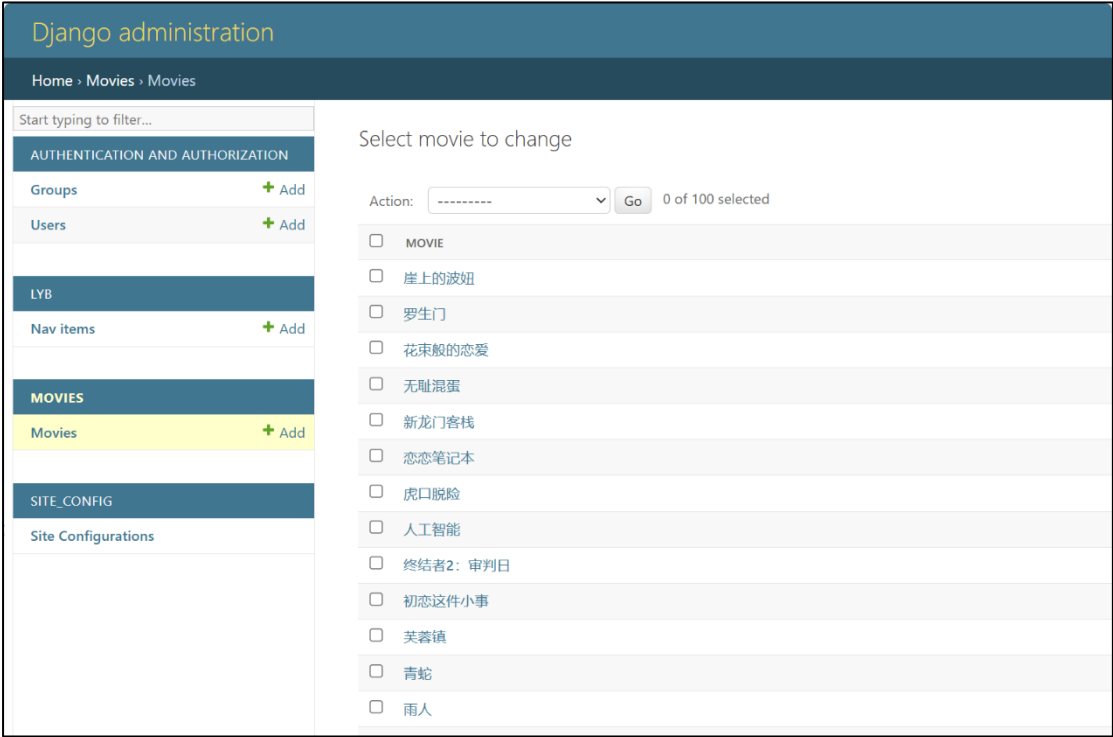 Django administration
Home › Movies › Movies
Start typing to filter...
AUTHENTICATION AND AUTHORIZATION
Groups + Add
Users + Add
LYB
Nav items + Add
MOVIES
Movies + Add
SITE_CONFIG
Site Configurations
Select movie to change
Action: --------- Go 0 of 100 selected
MOVIE
崖上的波妞
罗生门
花束般的恋爱
无耻混蛋
新龙门客栈
恋恋笔记本
虎口脱险
人工智能
终结者2：审判日
初恋这件小事
芙蓉镇
青蛇
雨人